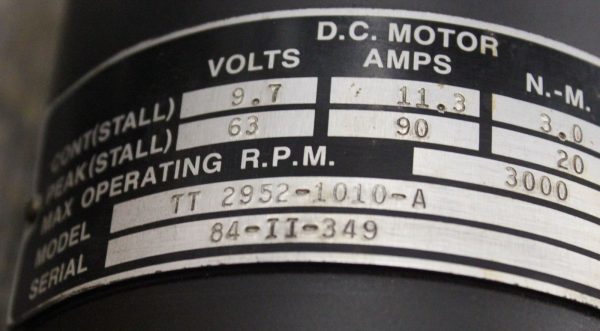 D.C. MOTOR
VOLTS AMPS N.-M.
CONT(STALL) 9.7 11.3 3.0
PEAK(STALL) 63 90 20
MAX OPERATING R.P.M. 3000
MODEL TT 2952-1010-A
SERIAL 84-II-349